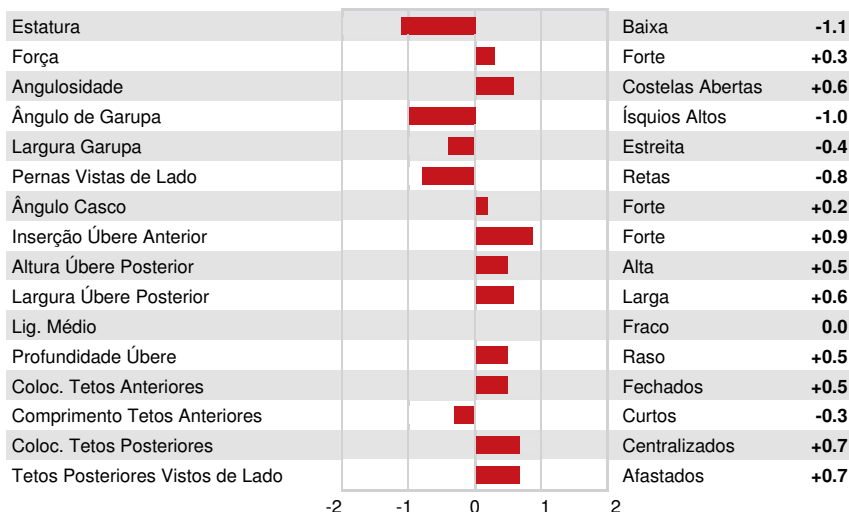 Estatura Baixa -1.1
Força Forte +0.3
Angulosidade Costelas Abertas +0.6
Ângulo de Garupa Ísquios Altos -1.0
Largura Garupa Estreita -0.4
Pernas Vistas de Lado Retas -0.8
Ângulo Casco Forte +0.2
Inserção Úbere Anterior Forte +0.9
Altura Úbere Posterior Alta +0.5
Largura Úbere Posterior Larga +0.6
Lig. Médio Fraco 0.0
Profundidade Úbere Raso +0.5
Coloc. Tetos Anteriores Fechados +0.5
Comprimento Tetos Anteriores Curtos -0.3
Coloc. Tetos Posteriores Centralizados +0.7
Tetos Posteriores Vistos de Lado Afastados +0.7
-2 -1 0 1 2